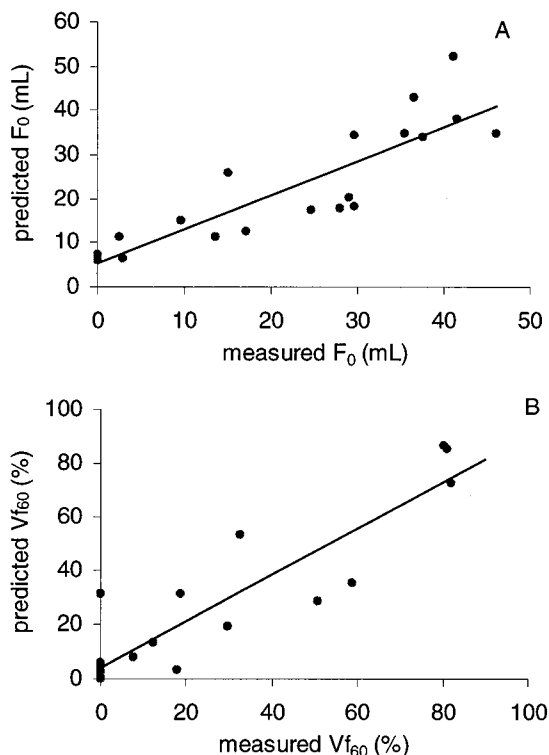 A
60
50
40
30
20
10
0
predicted F₀ (mL)
0 10 20 30 40 50
measured F₀ (mL)
B
100
80
60
40
20
0
predicted Vf₆₀ (%)
0 20 40 60 80 100
measured Vf₆₀ (%)